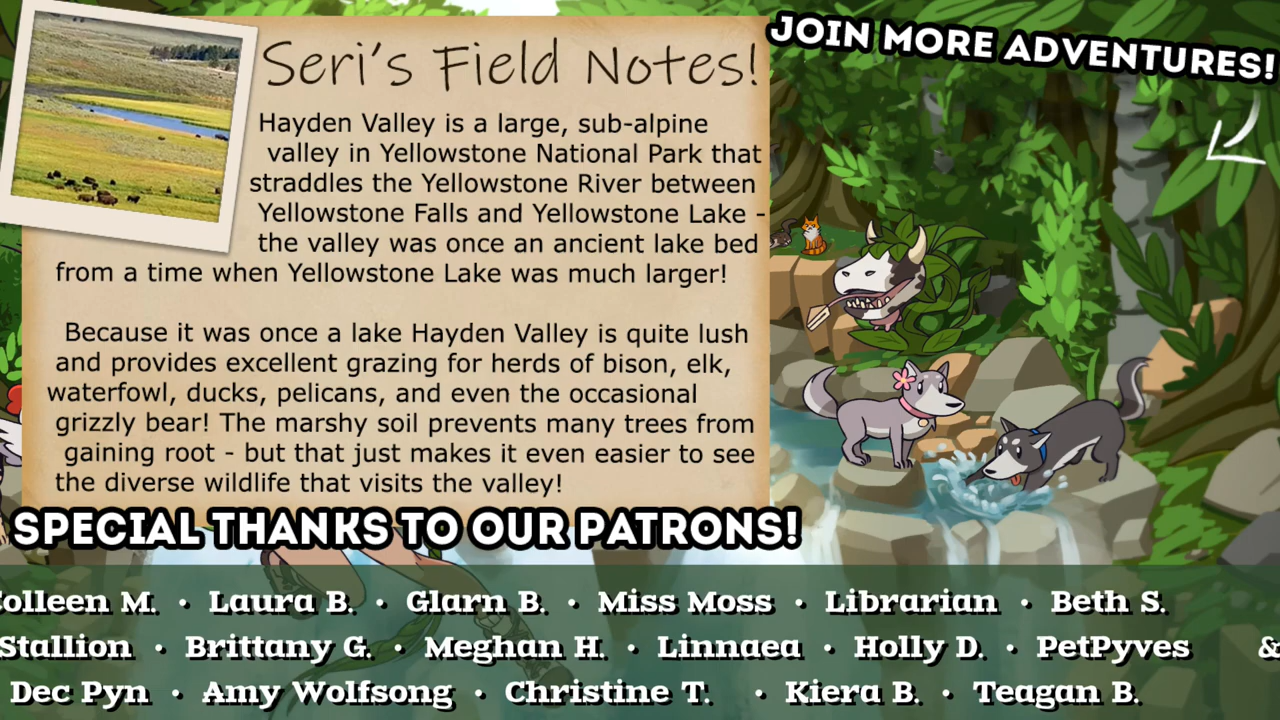 Seri's Field Notes!
JOIN MORE ADVENTURES!
Hayden Valley is a large, sub-alpine
valley in Yellowstone National Park that
straddles the Yellowstone River between
Yellowstone Falls and Yellowstone Lake -
the valley was once an ancient lake bed
from a time when Yellowstone Lake was much larger!
Because it was once a lake Hayden Valley is quite lush
and provides excellent grazing for herds of bison, elk,
waterfowl, ducks, pelicans, and even the occasional
grizzly bear! The marshy soil prevents many trees from
gaining root - but that just makes it even easier to see
the diverse wildlife that visits the valley!
SPECIAL THANKS TO OUR PATRONS!
Colleen M. • Laura B. • Glarn B. • Miss Moss • Librarian • Beth S.
Stallion • Brittany G. • Meghan H. • Linnaea • Holly D. • PetPyves &
Dec Pyn • Amy Wolfsong • Christine T. • Kiera B. • Teagan B.